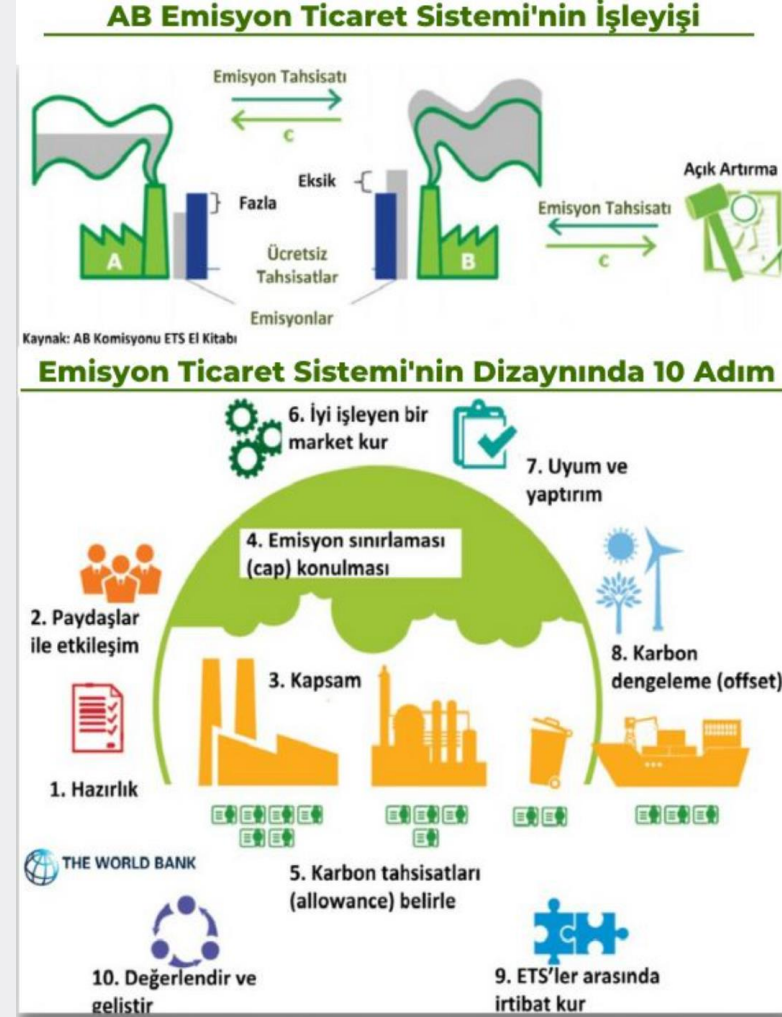 AB Emisyon Ticaret Sistemi'nin İşleyişi
Emisyon Tahsisatı
€
Eksik
Fazla
Açık Artırma
Emisyon Tahsisatı
€
Ücretsiz
Tahsisatlar
A
B
Emisyonlar
Kaynak: AB Komisyonu ETS El Kitabı
Emisyon Ticaret Sistemi'nin Dizaynında 10 Adım
6. İyi işleyen bir
market kur
7. Uyum ve
yaptırım
4. Emisyon sınırlaması
(cap) konulması
2. Paydaşlar
ile etkileşim
3. Kapsam
8. Karbon
dengeleme (offset)
1. Hazırlık
THE WORLD BANK
5. Karbon tahsisatları
(allowance) belirle
10. Değerlendir ve
geliştir
9. ETS’ler arasında
irtibat kur